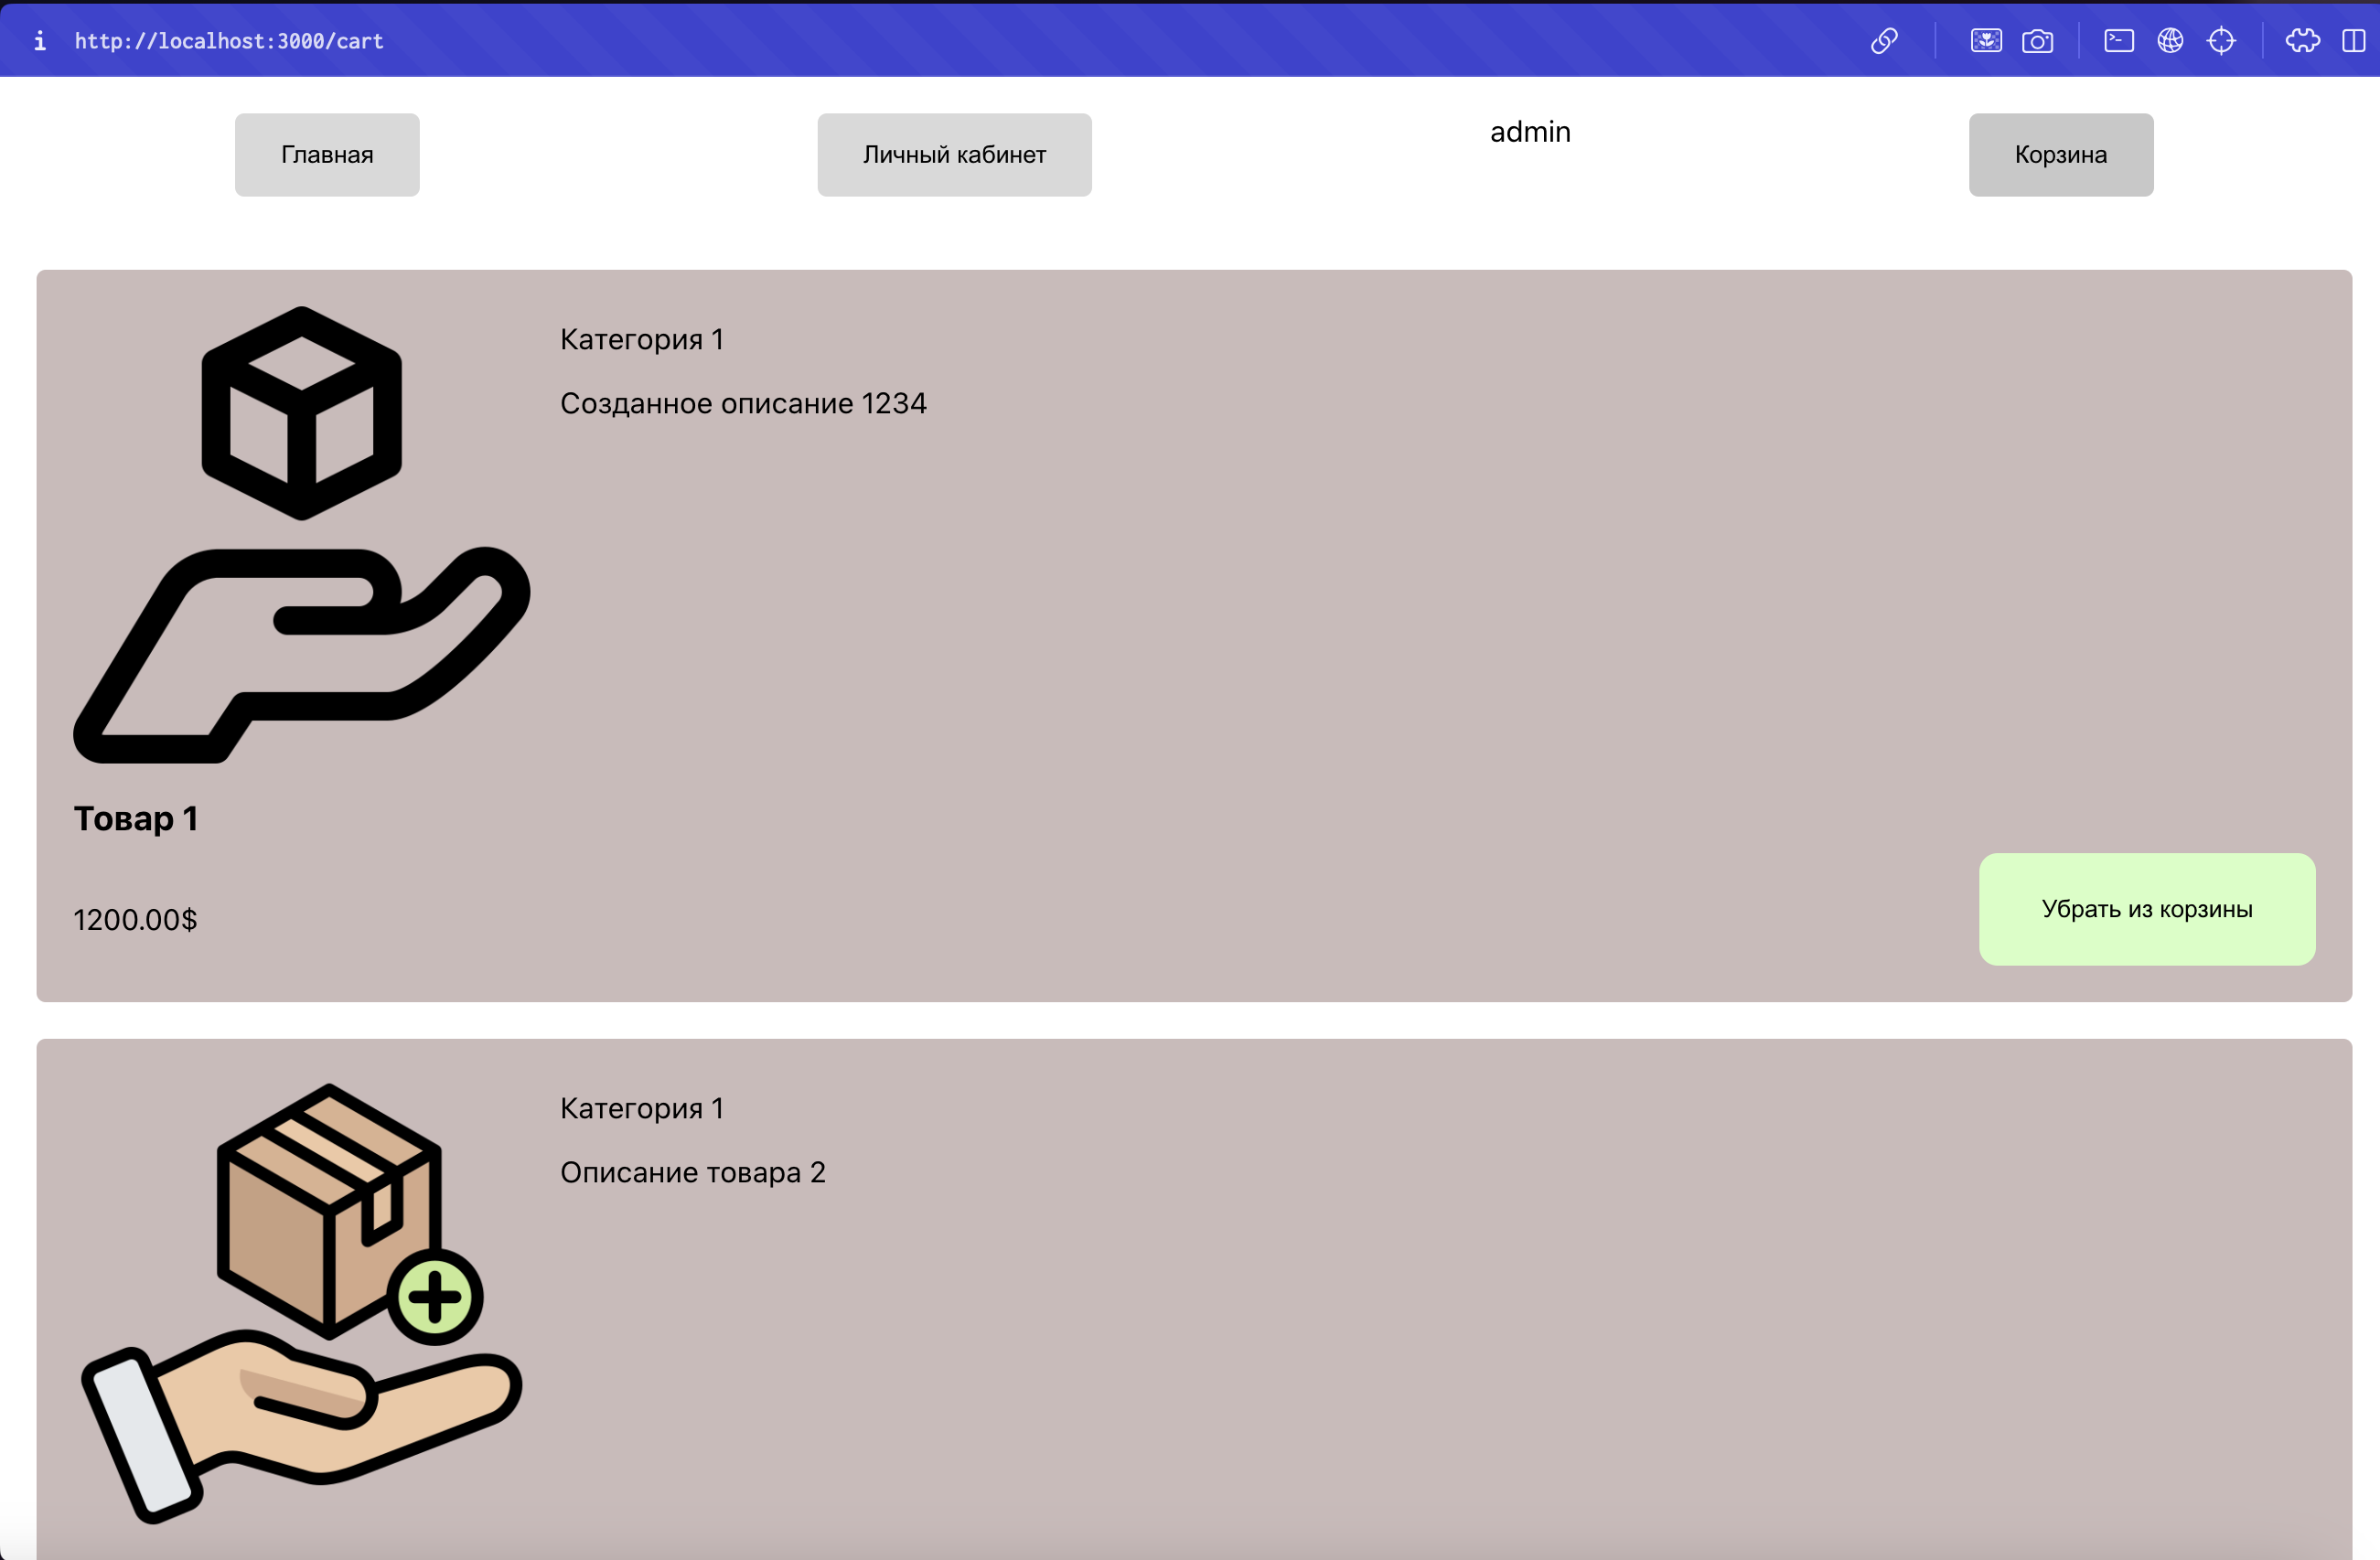 http://localhost:3000/cart
Главная
Личный кабинет
admin
Корзина
Категория 1
Созданное описание 1234
Товар 1
1200.00$
Убрать из корзины
Категория 1
Описание товара 2